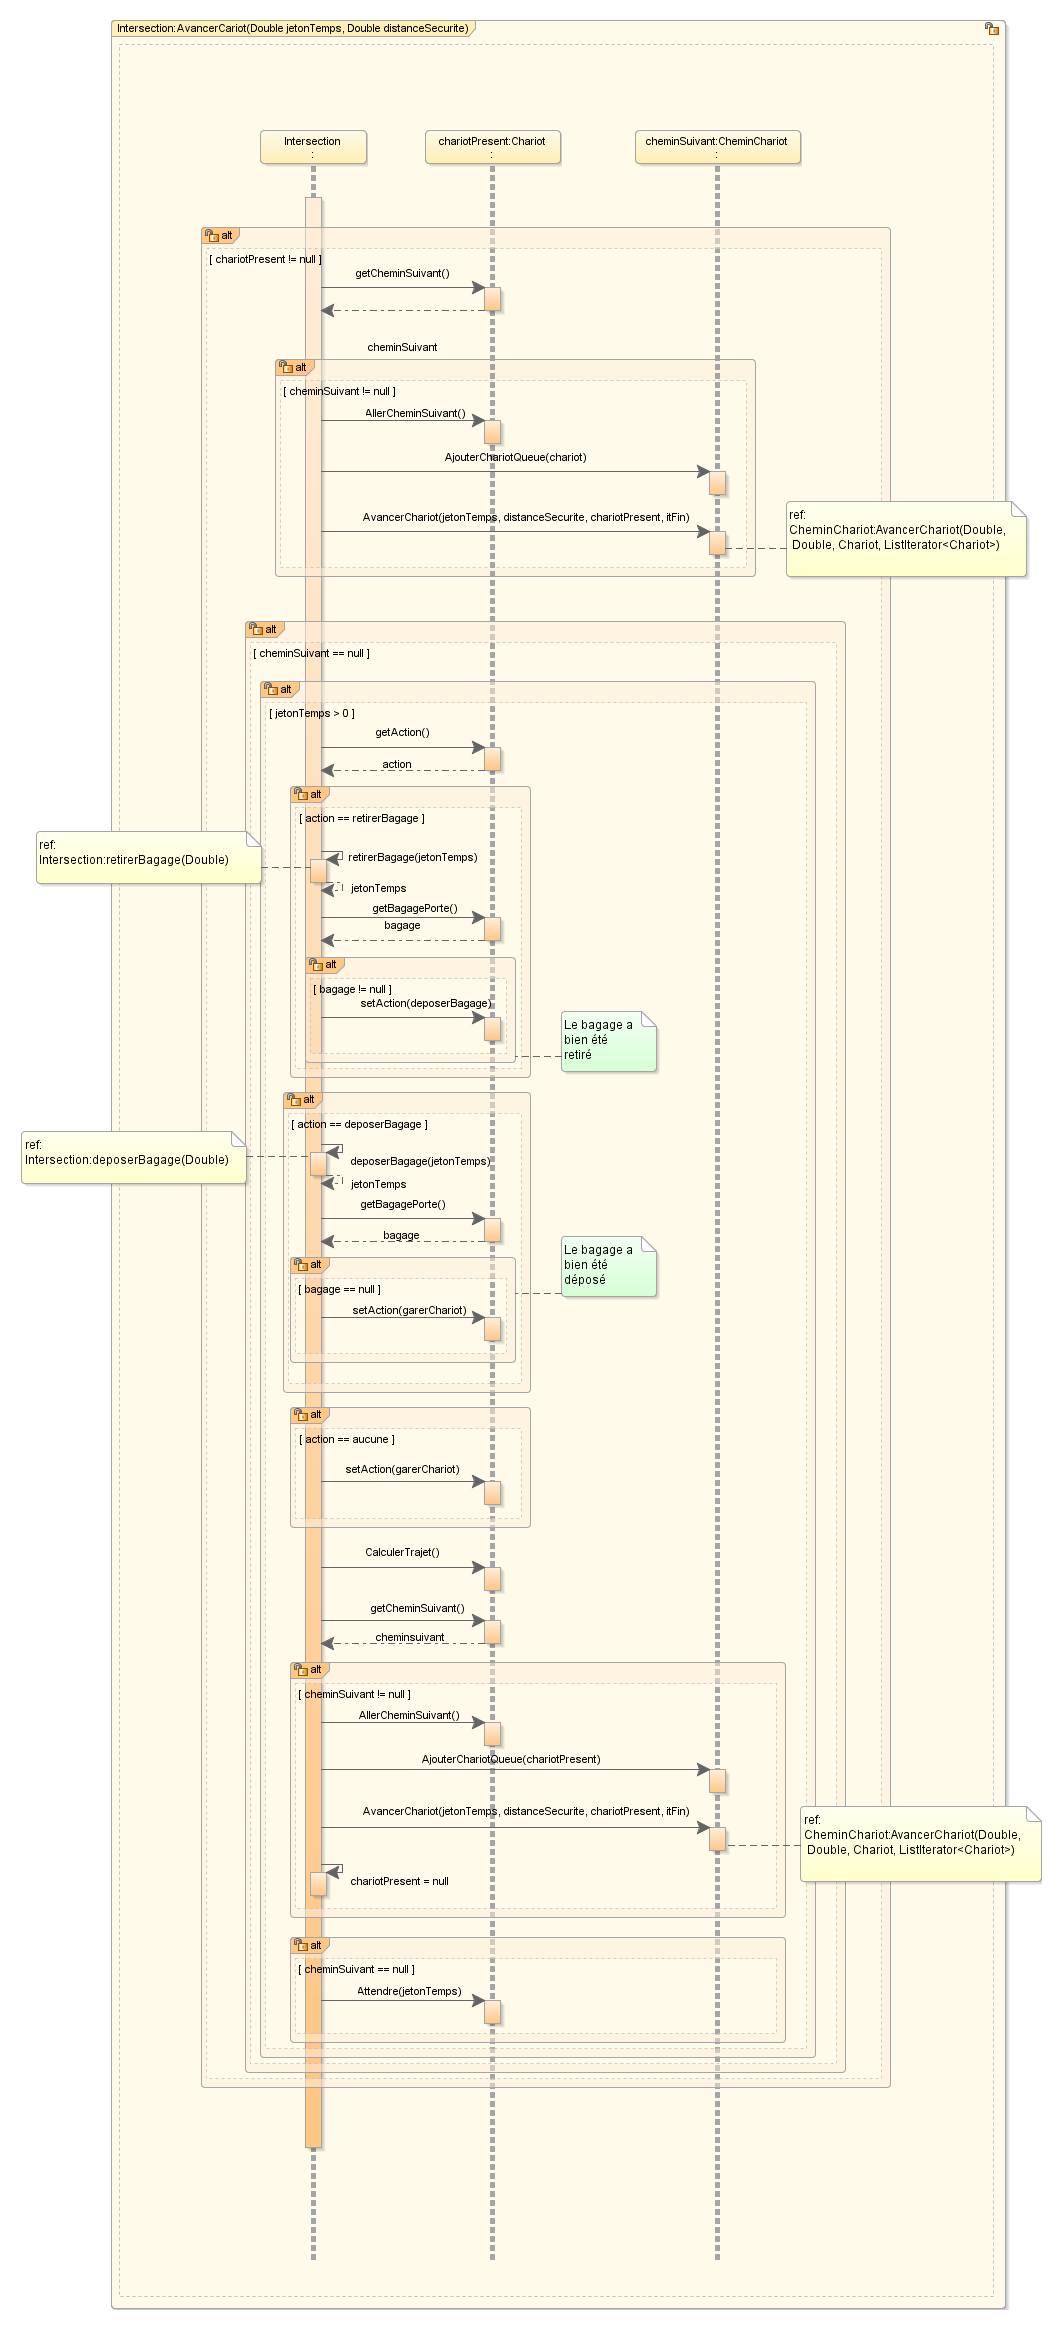 Intersection:AvancerCariot(Double jetonTemps, Double distanceSecurite)
Intersection
:
chariotPresent:Chariot
:
cheminSuivant:CheminChariot
:
alt
[ chariotPresent != null ]
getCheminSuivant()
cheminSuivant
alt
[ cheminSuivant != null ]
AllerCheminSuivant()
AjouterChariotQueue(chariot)
AvancerChariot(jetonTemps, distanceSecurite, chariotPresent, itFin)
ref:
CheminChariot:AvancerChariot(Double,
Double, Chariot, ListIterator<Chariot>)
alt
[ cheminSuivant == null ]
alt
[ jetonTemps > 0 ]
getAction()
action
alt
[ action == retirerBagage ]
ref:
Intersection:retirerBagage(Double)
retirerBagage(jetonTemps)
jetonTemps
getBagagePorte()
bagage
alt
[ bagage != null ]
setAction(deposerBagage)
Le bagage a
bien été
retiré
alt
[ action == deposerBagage ]
ref:
Intersection:deposerBagage(Double)
deposerBagage(jetonTemps)
jetonTemps
getBagagePorte()
bagage
alt
[ bagage == null ]
setAction(garerChariot)
Le bagage a
bien été
déposé
alt
[ action == aucune ]
setAction(garerChariot)
CalculerTrajet()
getCheminSuivant()
cheminsuivant
alt
[ cheminSuivant != null ]
AllerCheminSuivant()
AjouterChariotQueue(chariotPresent)
AvancerChariot(jetonTemps, distanceSecurite, chariotPresent, itFin)
ref:
CheminChariot:AvancerChariot(Double,
Double, Chariot, ListIterator<Chariot>)
chariotPresent = null
alt
[ cheminSuivant == null ]
Attendre(jetonTemps)